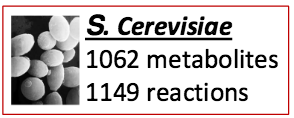 S. Cerevisiae
1062 metabolites
1149 reactions